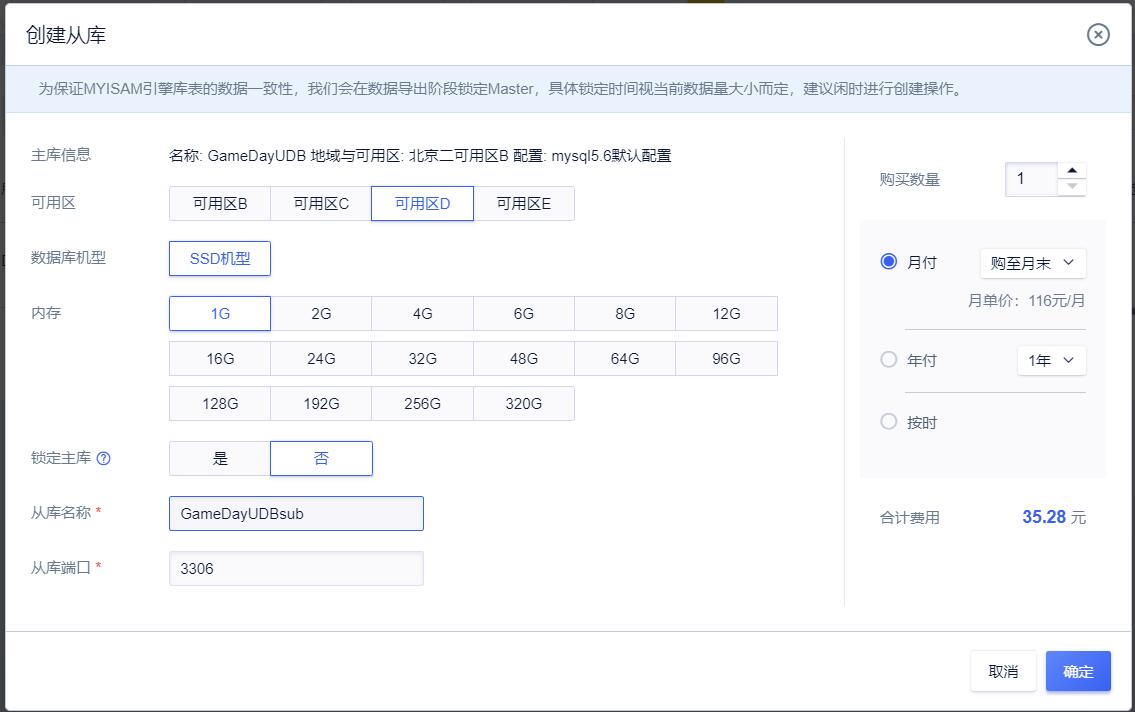 创建从库
为保证MYISAM引擎库表的数据一致性，我们会在数据导出阶段锁定Master，具体锁定时间视当前数据量大小而定，建议闲时进行创建操作。
主库信息 名称: GameDayUDB 地域与可用区: 北京二可用区B 配置: mysql5.6默认配置
可用区 可用区B 可用区C 可用区D 可用区E
数据库机型 SSD机型
内存 1G 2G 4G 6G 8G 12G
16G 24G 32G 48G 64G 96G
128G 192G 256G 320G
锁定主库 ? 是 否
从库名称 * GameDayUDBsub
从库端口 * 3306
购买数量 1
月付 购至月末
月单价：116元/月
年付 1年
按时
合计费用 35.28 元
取消 确定